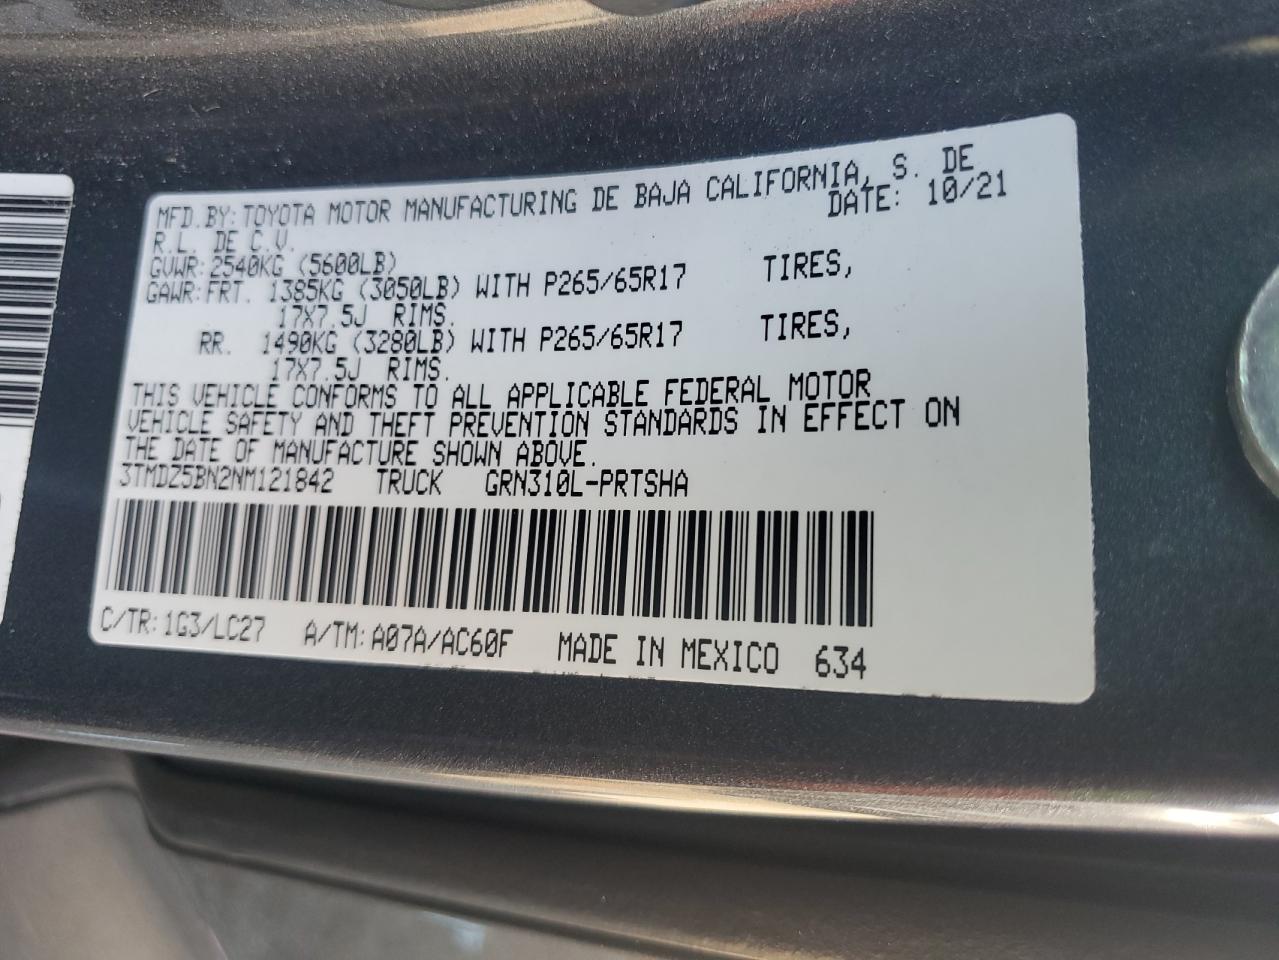 MFD.BY:TOYOTA MOTOR MANUFACTURING DE BAJA CALIFORNIA, S. DE
R.L. DE C.V. DATE: 10/21
GVWR:2540KG (5600LB)
GAWR:FRT. 1385KG (3050LB) WITH P265/65R17 TIRES,
17X7.5J RIMS.
RR. 1490KG (3280LB) WITH P265/65R17 TIRES,
17X7.5J RIMS.
THIS VEHICLE CONFORMS TO ALL APPLICABLE FEDERAL MOTOR
VEHICLE SAFETY AND THEFT PREVENTION STANDARDS IN EFFECT ON
THE DATE OF MANUFACTURE SHOWN ABOVE.
3TMDZ5BN2NM121842 TRUCK GRN310L-PRTSHA
C/TR:1G3/LC27 A/TM:A07A/AC60F MADE IN MEXICO 634